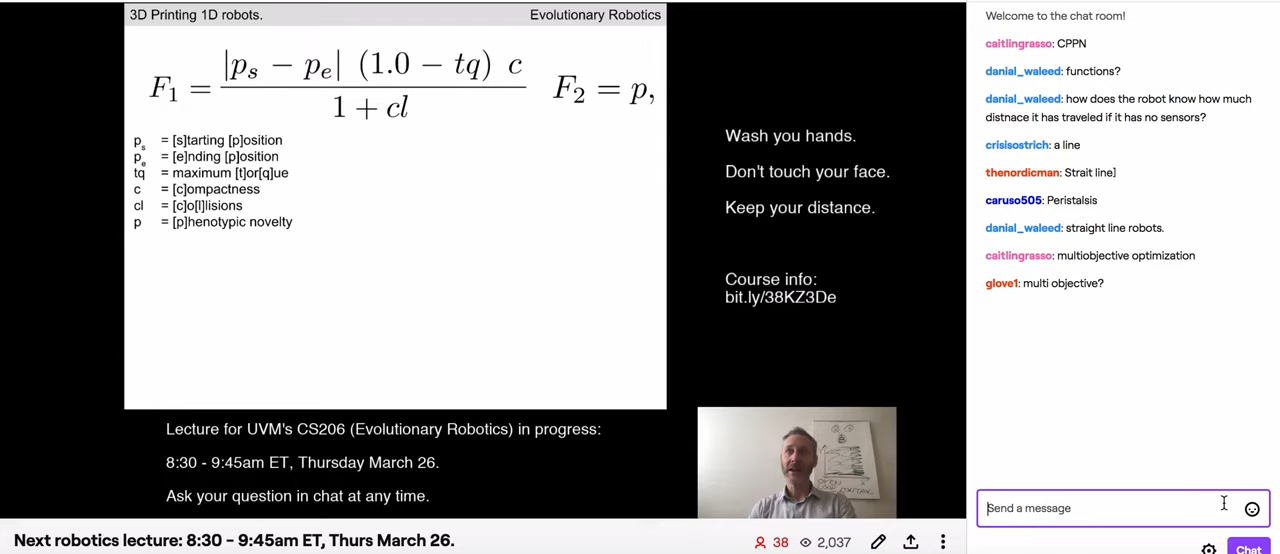 3D Printing 1D robots.
Evolutionary Robotics
F₁ = |pₛ − pₑ| (1.0 − tq) c / 1 + cl
F₂ = p,
pₛ = [s]tarting [p]osition
pₑ = [e]nding [p]osition
tq = maximum [t]or[q]ue
c = [c]ompactness
cl = [c]o[l]lisions
p = [p]henotypic novelty
Wash you hands.
Don't touch your face.
Keep your distance.
Course info:
bit.ly/38KZ3De
Lecture for UVM's CS206 (Evolutionary Robotics) in progress:
8:30 - 9:45am ET, Thursday March 26.
Ask your question in chat at any time.
Next robotics lecture: 8:30 - 9:45am ET, Thurs March 26.
38
2,037
Welcome to the chat room!
caitlingrasso: CPPN
danial_waleed: functions?
danial_waleed: how does the robot know how much
distnace it has traveled if it has no sensors?
crisisostrich: a line
thenordicman: Strait line]
caruso505: Peristalsis
danial_waleed: straight line robots.
caitlingrasso: multiobjective optimization
glove1: multi objective?
Send a message
Chat